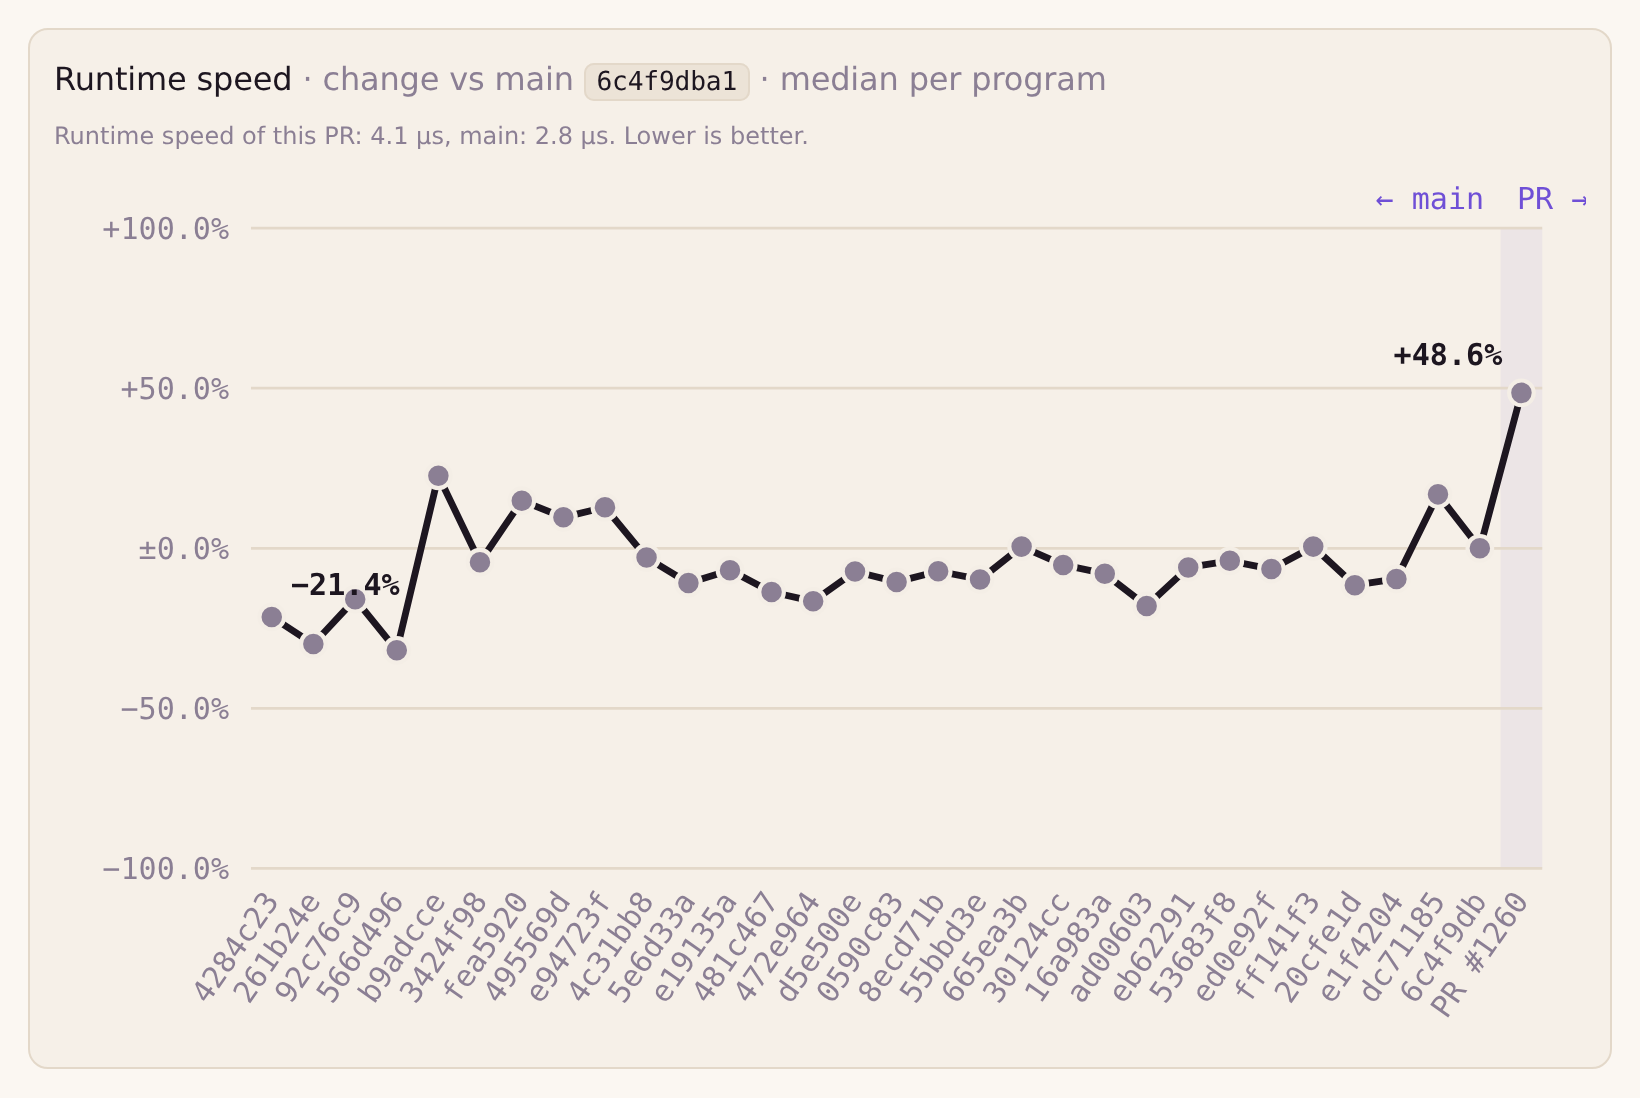 Runtime speed · change vs main 6c4f9dba1 · median per program
Runtime speed of this PR: 4.1 µs, main: 2.8 µs. Lower is better.
← main PR →
+100.0%
+48.6%
+50.0%
±0.0%
−21.4%
−50.0%
−100.0%
4284c23
261b24e
92c76c9
566d496
b9adcce
3424f98
fea5920
495569d
e94723f
4c31bb8
5e6d33a
e19135a
481c467
472e964
d5e500e
0590c83
8ecd71b
55bbd3e
665ea3b
30124cc
16a983a
ad00603
eb62291
53683f8
ed0e92f
ff141f3
20cfe1d
e1f4204
dc71185
6c4f9db
PR #1260